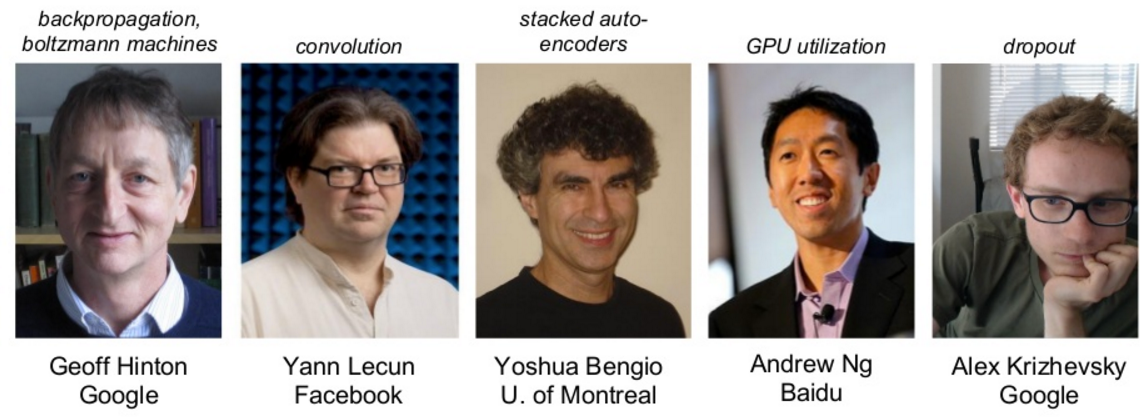 backpropagation,
boltzmann machines
convolution
stacked auto-
encoders
GPU utilization
dropout
Geoff Hinton
Google
Yann Lecun
Facebook
Yoshua Bengio
U. of Montreal
Andrew Ng
Baidu
Alex Krizhevsky
Google